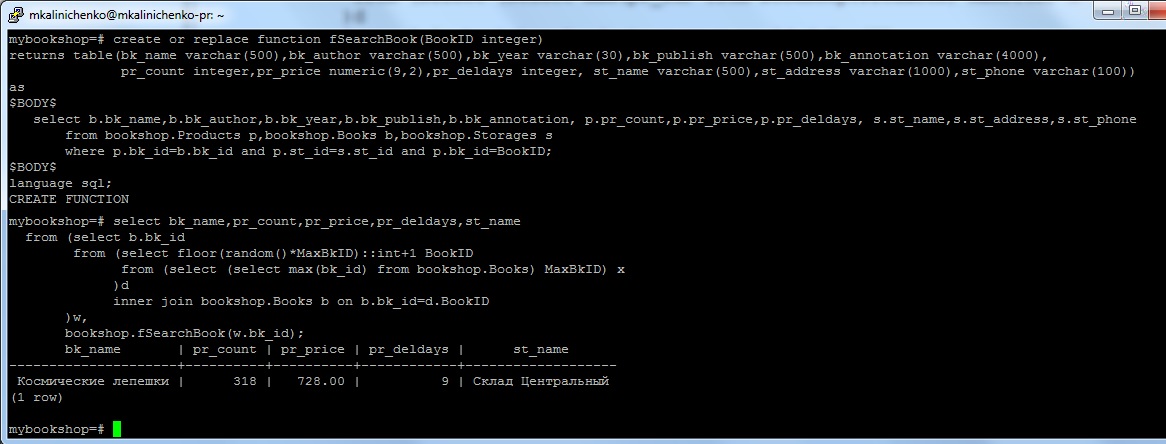 mkalinichenko@mkalinichenko-pr: ~
mybookshop=# create or replace function fSearchBook(BookID integer)
returns table(bk_name varchar(500),bk_author varchar(500),bk_year varchar(30),bk_publish varchar(500),bk_annotation varchar(4000),
pr_count integer,pr_price numeric(9,2),pr_deldays integer, st_name varchar(500),st_address varchar(1000),st_phone varchar(100))
as
$BODY$
select b.bk_name,b.bk_author,b.bk_year,b.bk_publish,b.bk_annotation, p.pr_count,p.pr_price,p.pr_deldays, s.st_name,s.st_address,s.st_phone
from bookshop.Products p,bookshop.Books b,bookshop.Storages s
where p.bk_id=b.bk_id and p.st_id=s.st_id and p.bk_id=BookID;
$BODY$
language sql;
CREATE FUNCTION
mybookshop=# select bk_name,pr_count,pr_price,pr_deldays,st_name
from (select b.bk_id
from (select floor(random()*MaxBkID)::int+1 BookID
from (select (select max(bk_id) from bookshop.Books) MaxBkID) x
)d
inner join bookshop.Books b on b.bk_id=d.BookID
)w,
bookshop.fSearchBook(w.bk_id);
bk_name | pr_count | pr_price | pr_deldays | st_name
---------------------+----------+----------+------------+-------------------
Космические лепешки | 318 | 728.00 | 9 | Склад Центральный
(1 row)
mybookshop=#